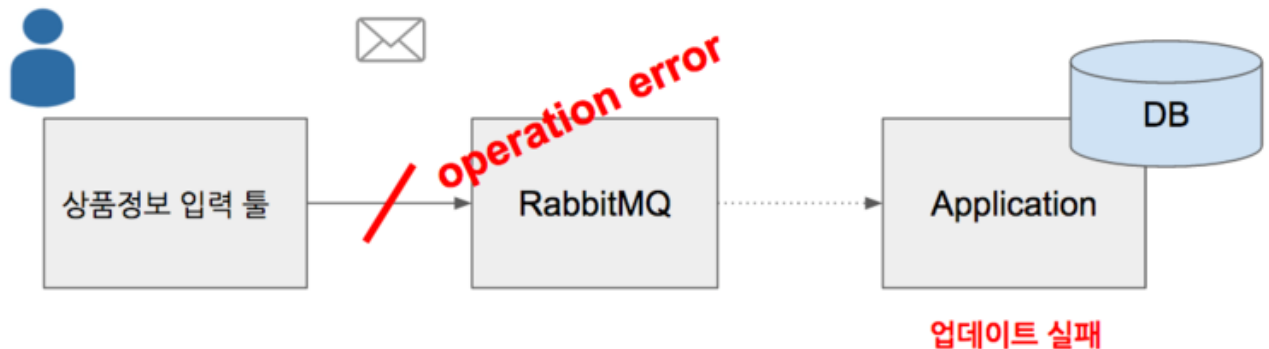 operation error
DB
상품정보 입력 툴
RabbitMQ
Application
업데이트 실패